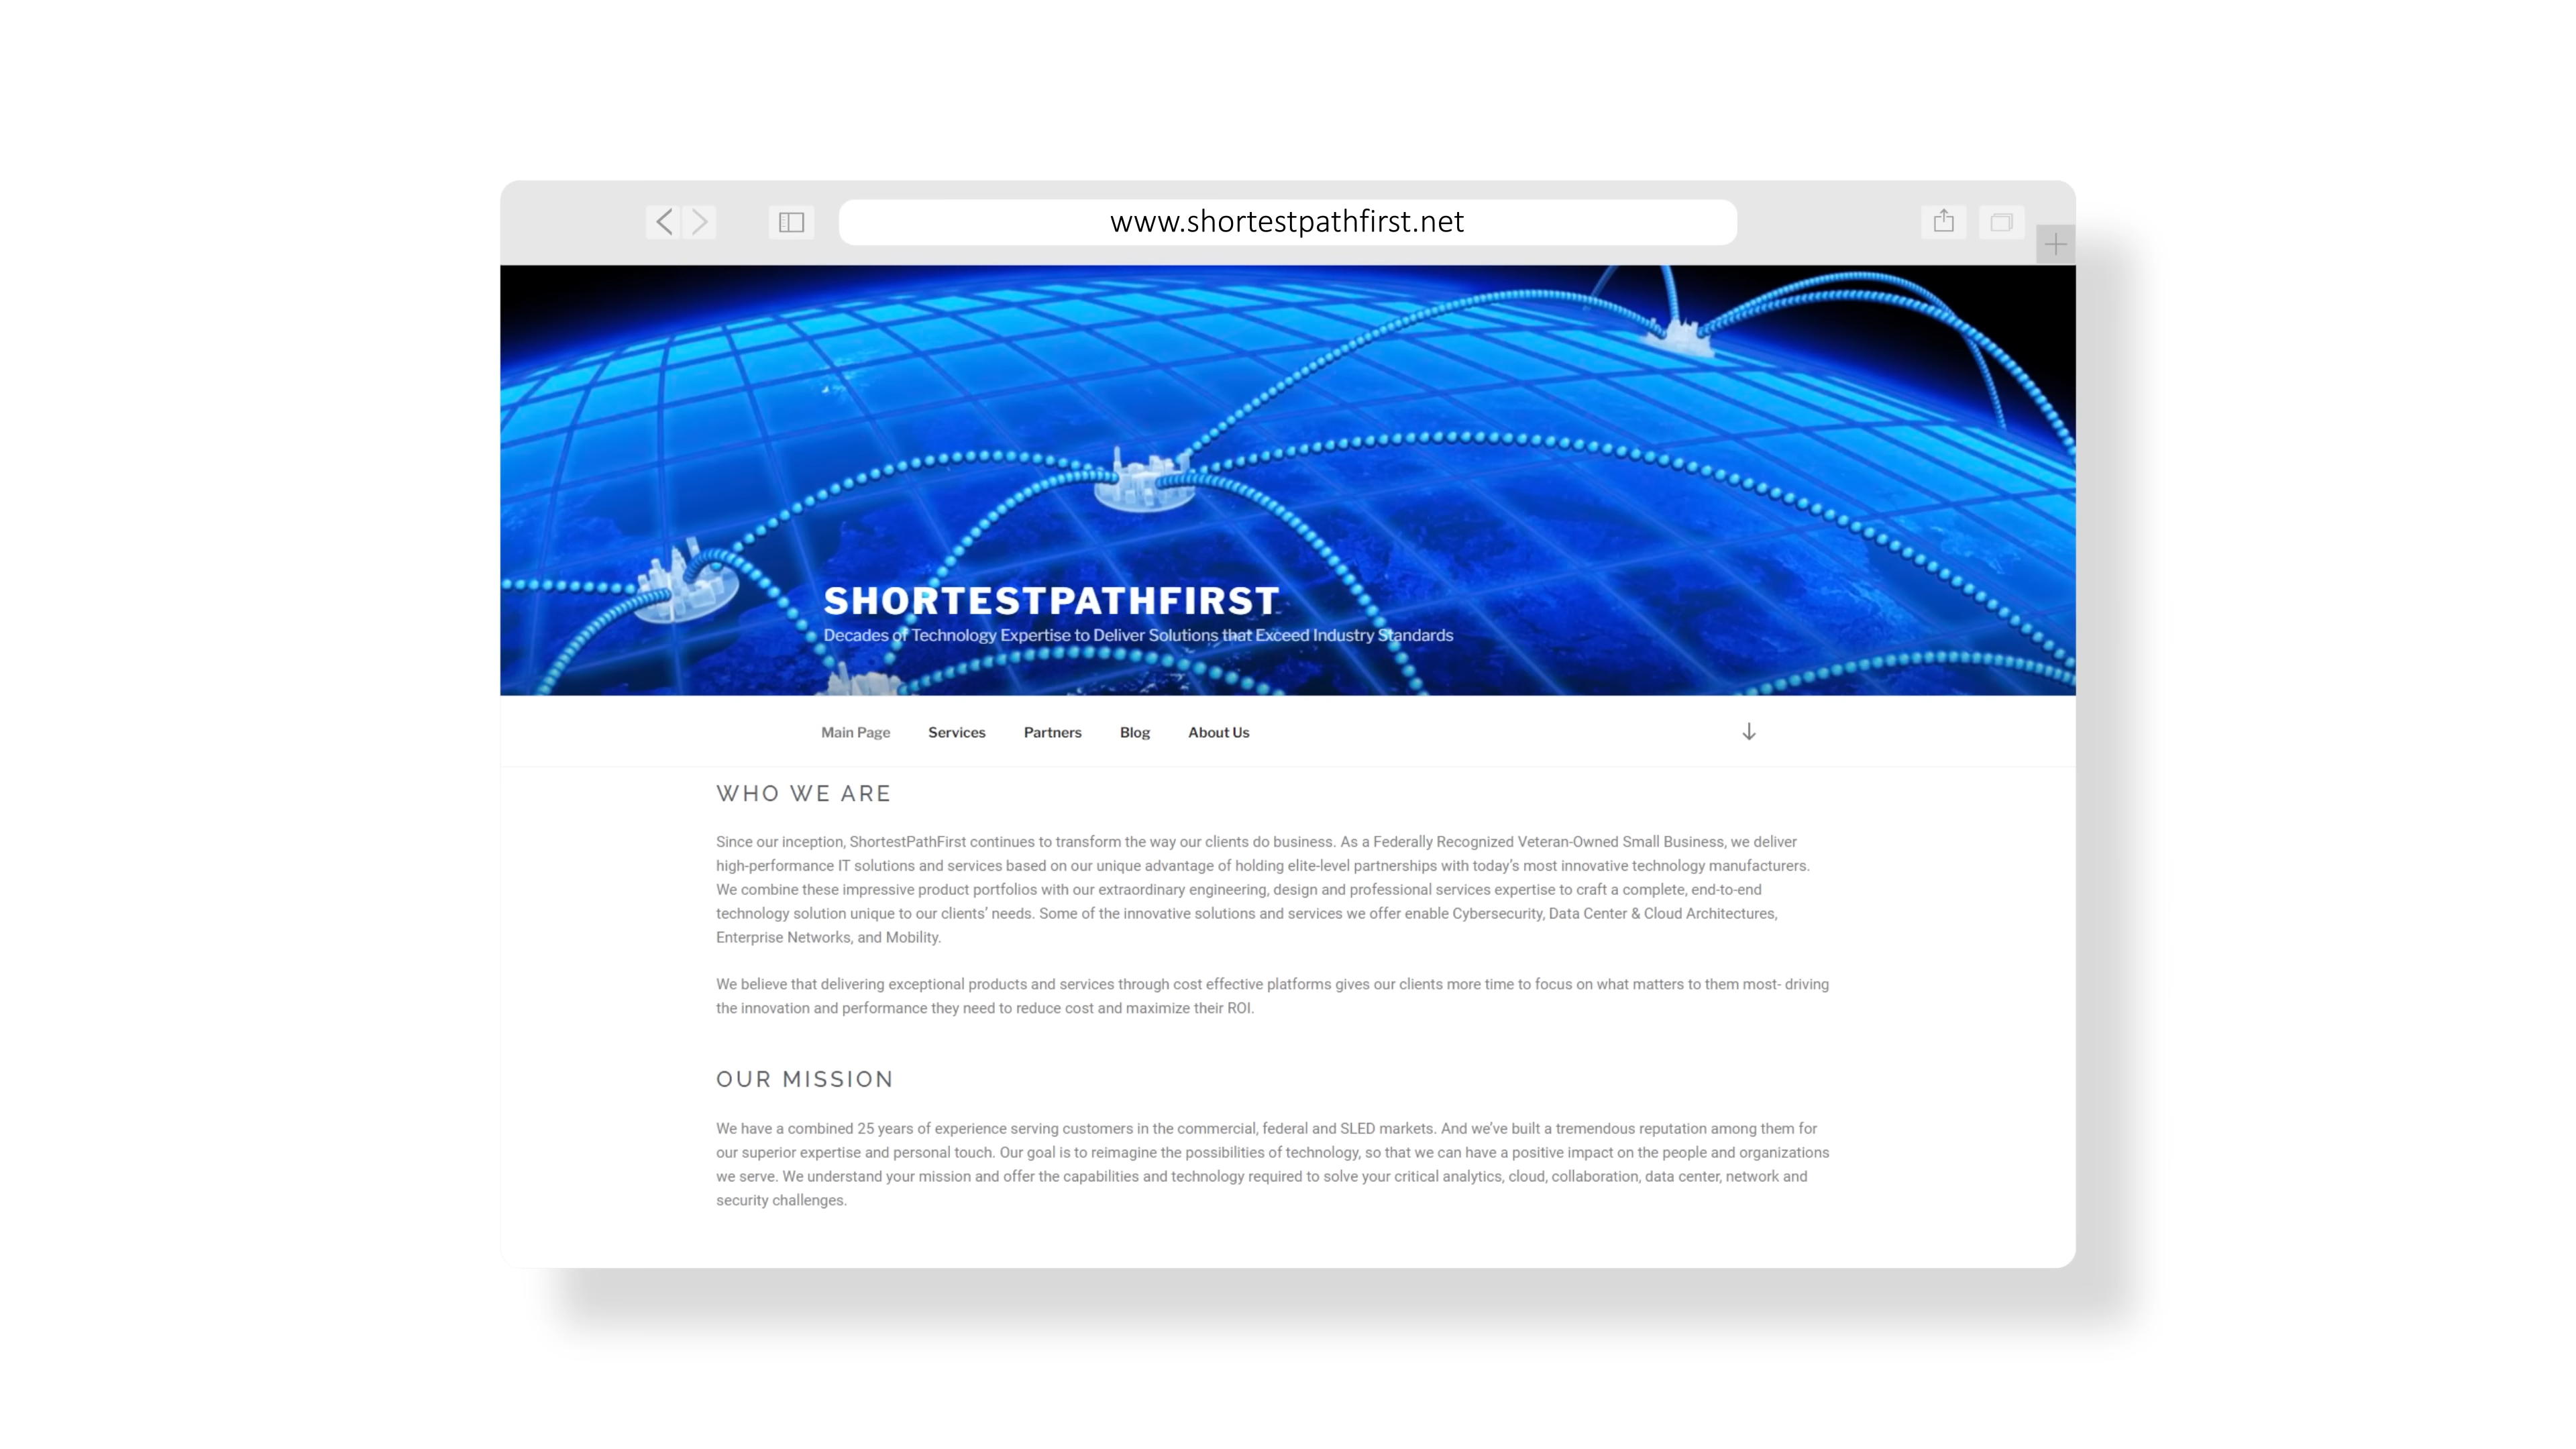 www.shortestpathfirst.net
SHORTESTPATHFIRST
Decades of Technology Expertise to Deliver Solutions that Exceed Industry Standards
Main Page Services Partners Blog About Us
WHO WE ARE
Since our inception, ShortestPathFirst continues to transform the way our clients do business. As a Federally Recognized Veteran-Owned Small Business, we deliver
high-performance IT solutions and services based on our unique advantage of holding elite-level partnerships with today’s most innovative technology manufacturers.
We combine these impressive product portfolios with our extraordinary engineering, design and professional services expertise to craft a complete, end-to-end
technology solution unique to our clients’ needs. Some of the innovative solutions and services we offer enable Cybersecurity, Data Center & Cloud Architectures,
Enterprise Networks, and Mobility.
We believe that delivering exceptional products and services through cost effective platforms gives our clients more time to focus on what matters to them most- driving
the innovation and performance they need to reduce cost and maximize their ROI.
OUR MISSION
We have a combined 25 years of experience serving customers in the commercial, federal and SLED markets. And we’ve built a tremendous reputation among them for
our superior expertise and personal touch. Our goal is to reimagine the possibilities of technology, so that we can have a positive impact on the people and organizations
we serve. We understand your mission and offer the capabilities and technology required to solve your critical analytics, cloud, collaboration, data center, network and
security challenges.